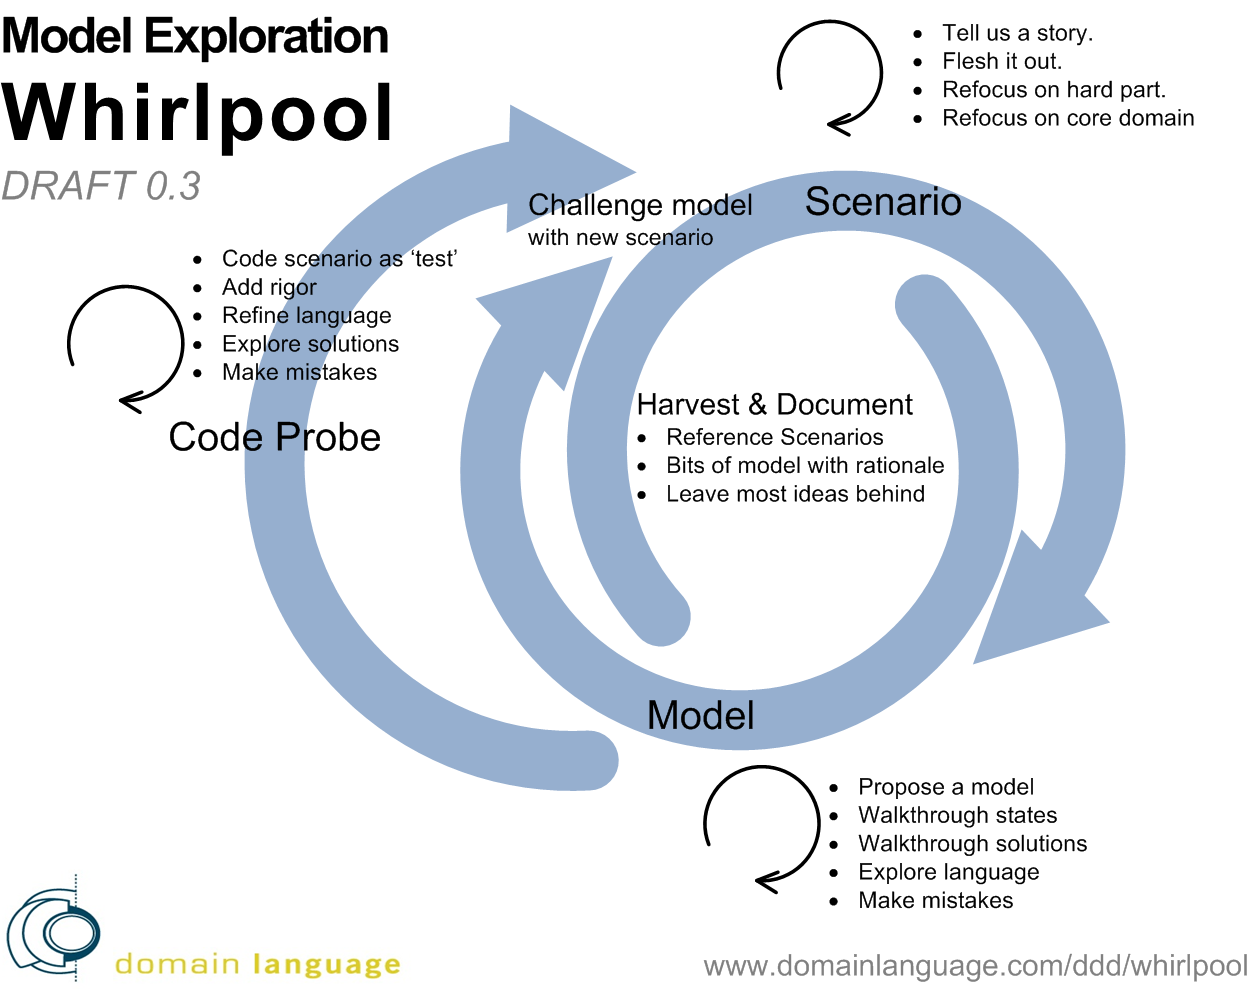 Model Exploration
Whirlpool
DRAFT 0.3
• Tell us a story.
• Flesh it out.
• Refocus on hard part.
• Refocus on core domain
Scenario
Challenge model
with new scenario
• Code scenario as ‘test’
• Add rigor
• Refine language
• Explore solutions
• Make mistakes
Code Probe
Harvest & Document
• Reference Scenarios
• Bits of model with rationale
• Leave most ideas behind
Model
• Propose a model
• Walkthrough states
• Walkthrough solutions
• Explore language
• Make mistakes
domain language
www.domainlanguage.com/ddd/whirlpool